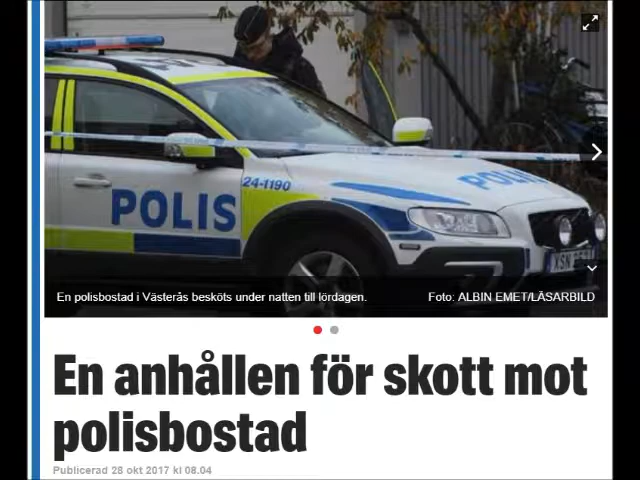 POLIS
24-1190
POLIS
XSN
En polisbostad i Västerås besköts under natten till lördagen.
Foto: ALBIN EMET/LÄSARBILD
En anhållen för skott mot
polisbostad
Publicerad 28 okt 2017 kl 08.04